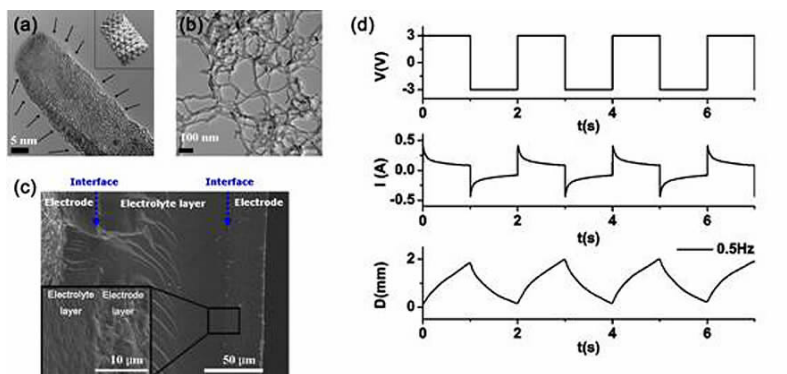 (a)
5 nm
(b)
100 nm
(c)
Interface Interface
Electrode Electrolyte layer Electrode
Electrolyte Electrode
layer layer
10 μm
50 μm
(d)
V(V)
3
0
-3
0 2 4 6
t(s)
I (A)
0.5
0.0
-0.5
0 2 4 6
t(s)
D(mm)
2
0
0.5Hz
0 2 4 6
t(s)